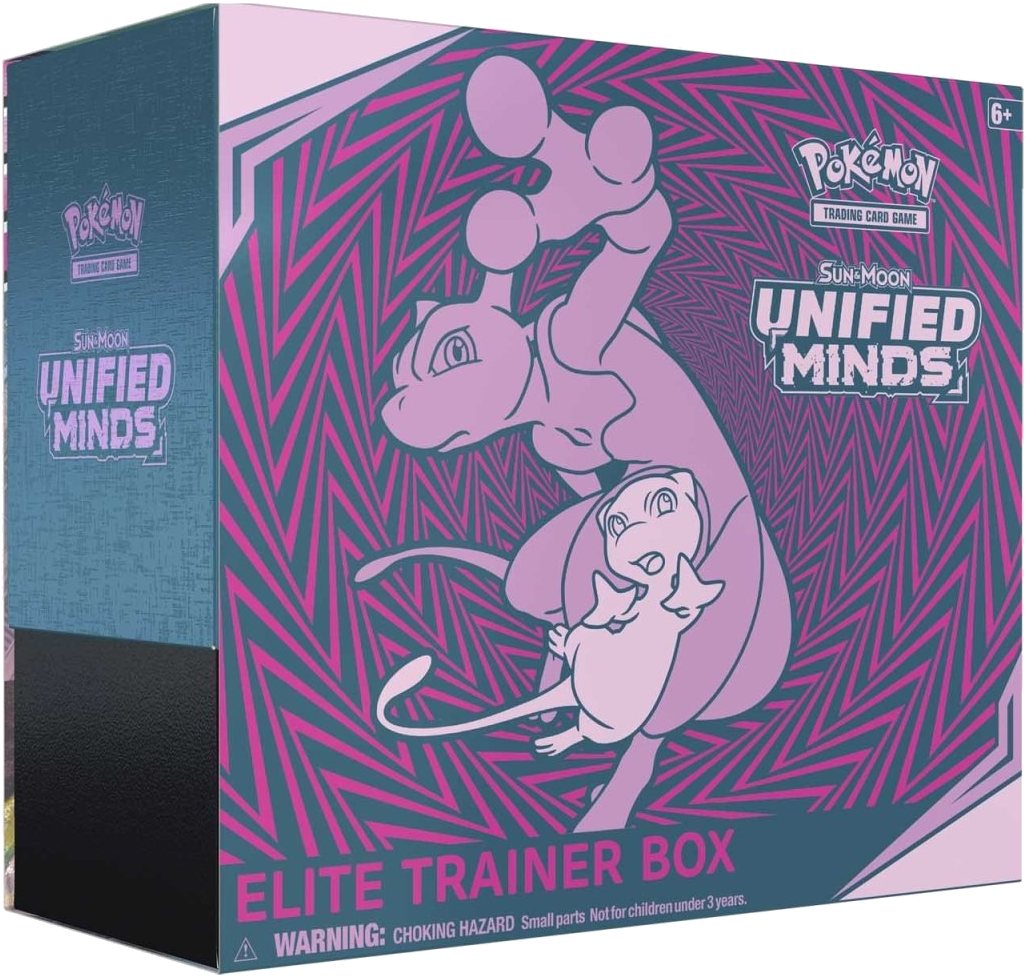 POKéMON
TRADING CARD GAME
SUN & MOON
UNIFIED
MINDS
6+
POKéMON
TRADING CARD GAME
SUN & MOON
UNIFIED
MINDS
ELITE TRAINER BOX
WARNING: CHOKING HAZARD Small parts Not for children under 3 years.